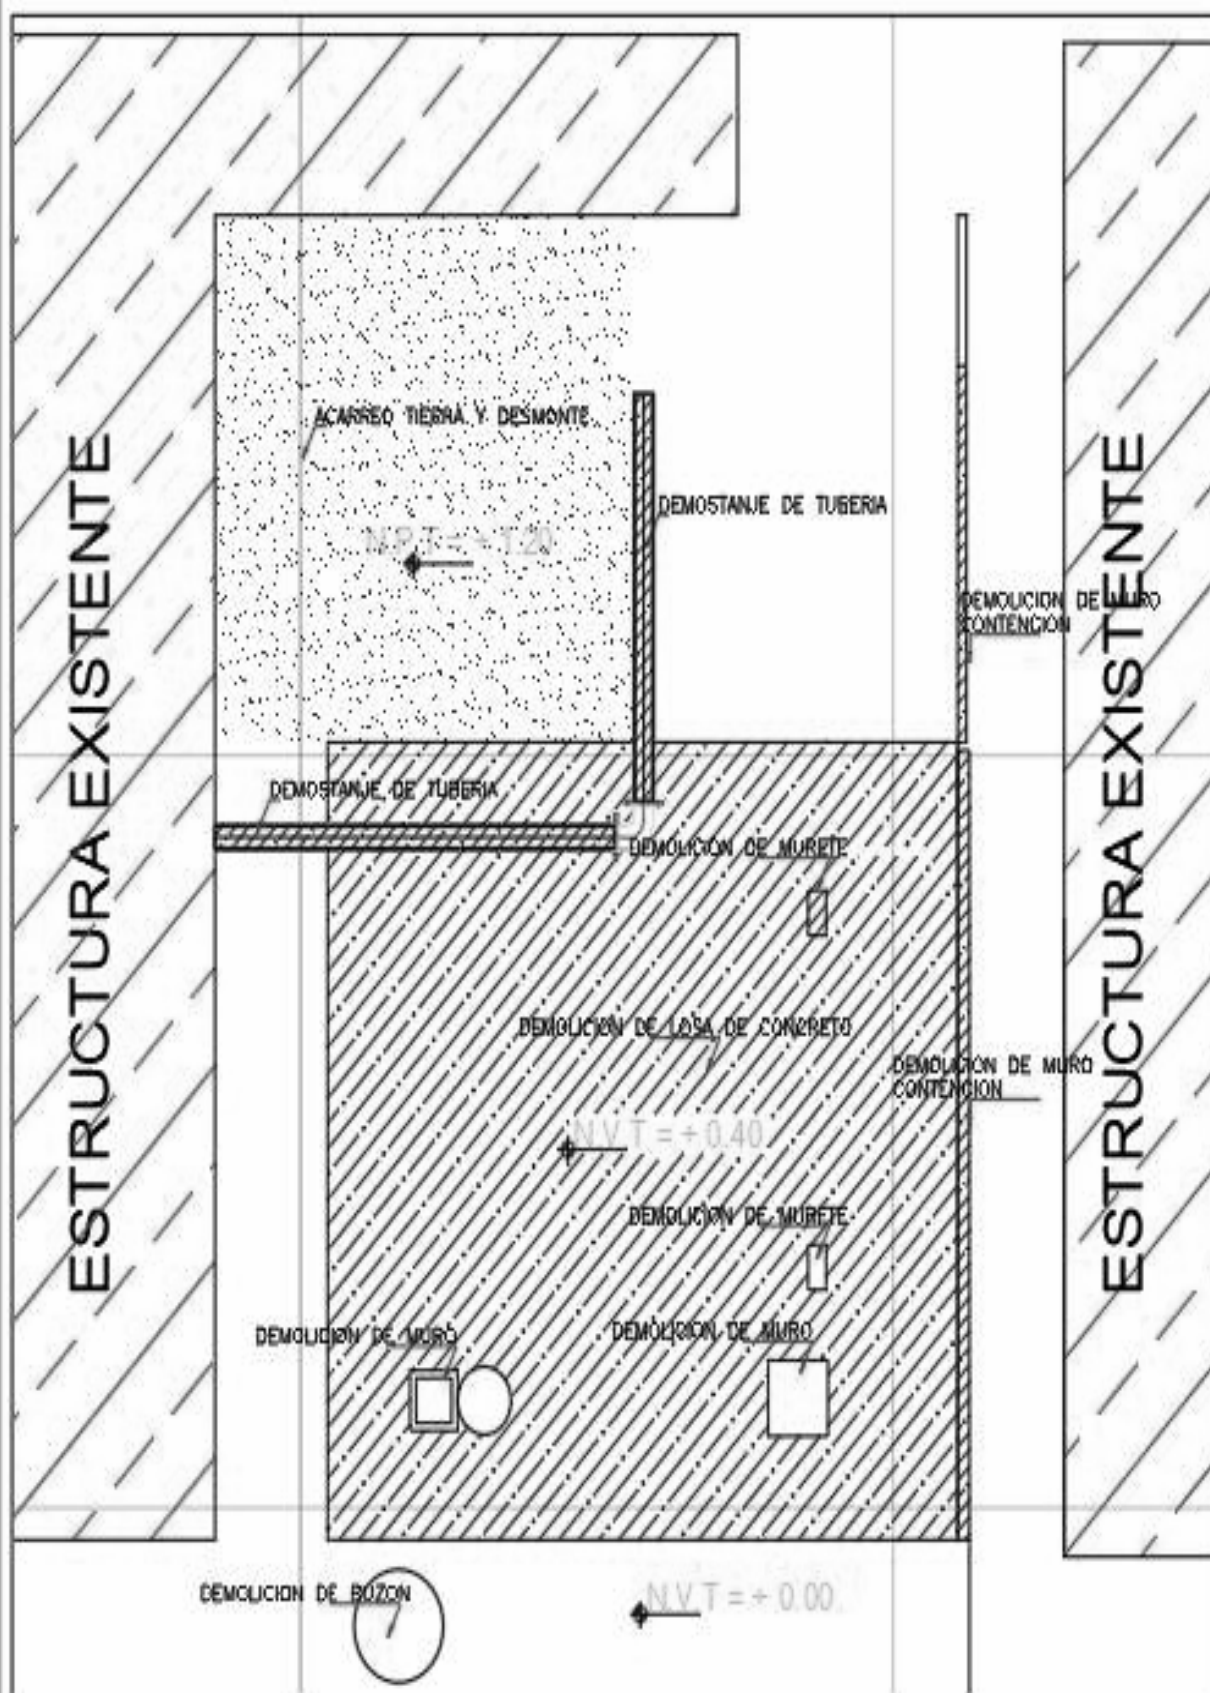 ESTRUCTURA EXISTENTE
ACARREO TIERRA Y DESMONTE
DEMOSTANJE DE TUBERIA
N.P.T = + 1.20
DEMOLICION DE MURO
CONTENCION
ESTRUCTURA EXISTENTE
DEMOSTANJE DE TUBERIA
DEMOLICION DE MURETE
DEMOLICION DE LOSA DE CONCRETO
DEMOLICION DE MURO
CONTENCION
N.V.T = + 0.40
DEMOLICION DE MURETE
DEMOLICION DE MURO
DEMOLICION DE MURO
DEMOLICION DE BUZON
N.V.T = + 0.00